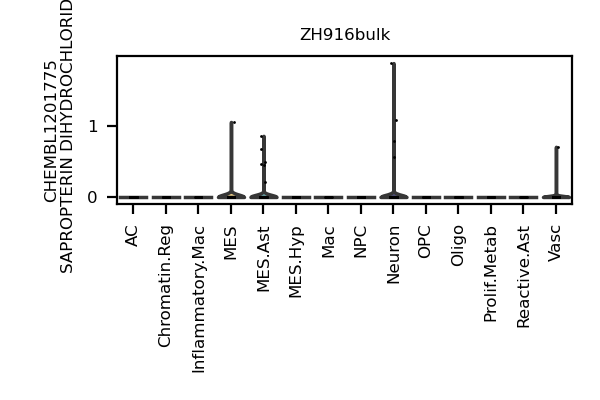 ZH916bulk
CHEMBL1201775
SAPROPTERIN DIHYDROCHLORID
1
0
AC
Chromatin.Reg
Inflammatory.Mac
MES
MES.Ast
MES.Hyp
Mac
NPC
Neuron
OPC
Oligo
Prolif.Metab
Reactive.Ast
Vasc